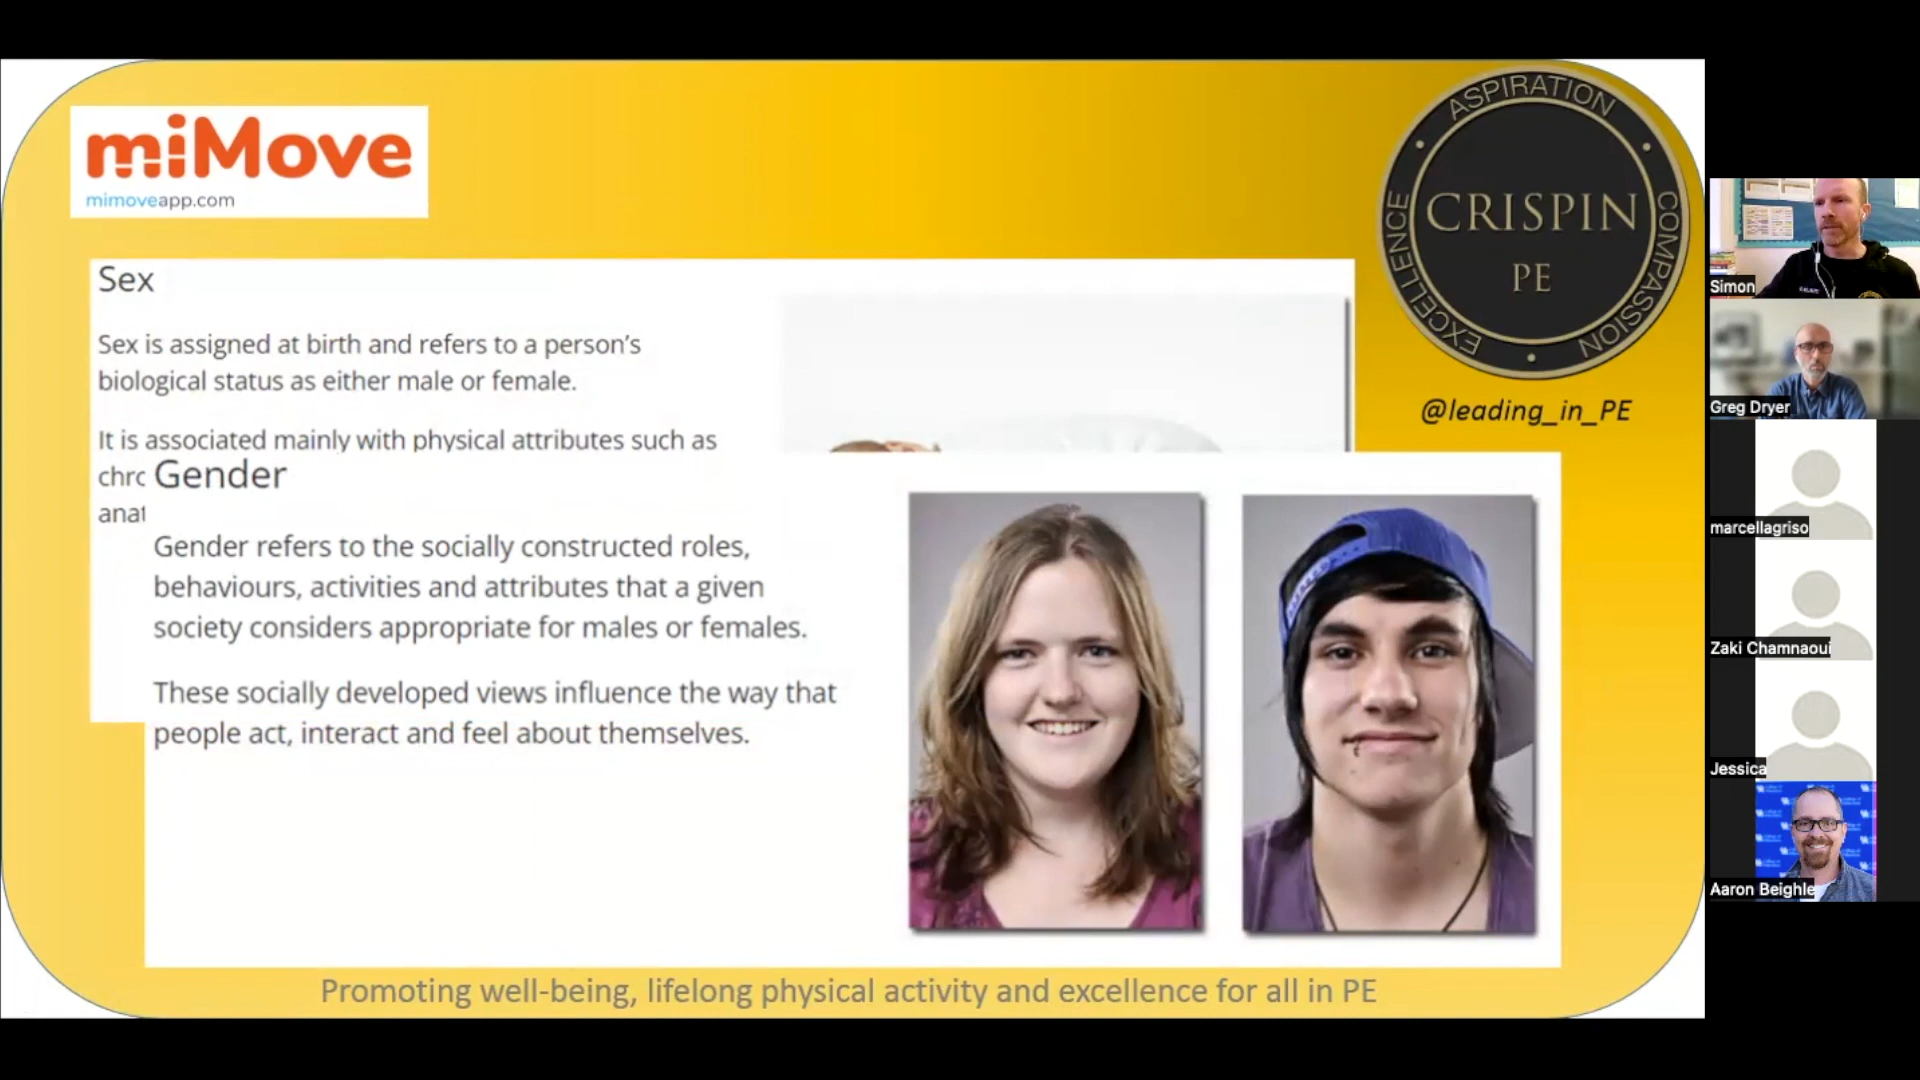 miMove
mimoveapp.com
ASPIRATION
COMPASSION
EXCELLENCE
CRISPIN
PE
@leading_in_PE
Sex
Sex is assigned at birth and refers to a person’s
biological status as either male or female.
It is associated mainly with physical attributes such as
chrc
anat
Gender
Gender refers to the socially constructed roles,
behaviours, activities and attributes that a given
society considers appropriate for males or females.
These socially developed views influence the way that
people act, interact and feel about themselves.
Promoting well-being, lifelong physical activity and excellence for all in PE
Simon
Greg Dryer
marcellagriso
Zaki Chamnaoui
Jessica
Aaron Beighle